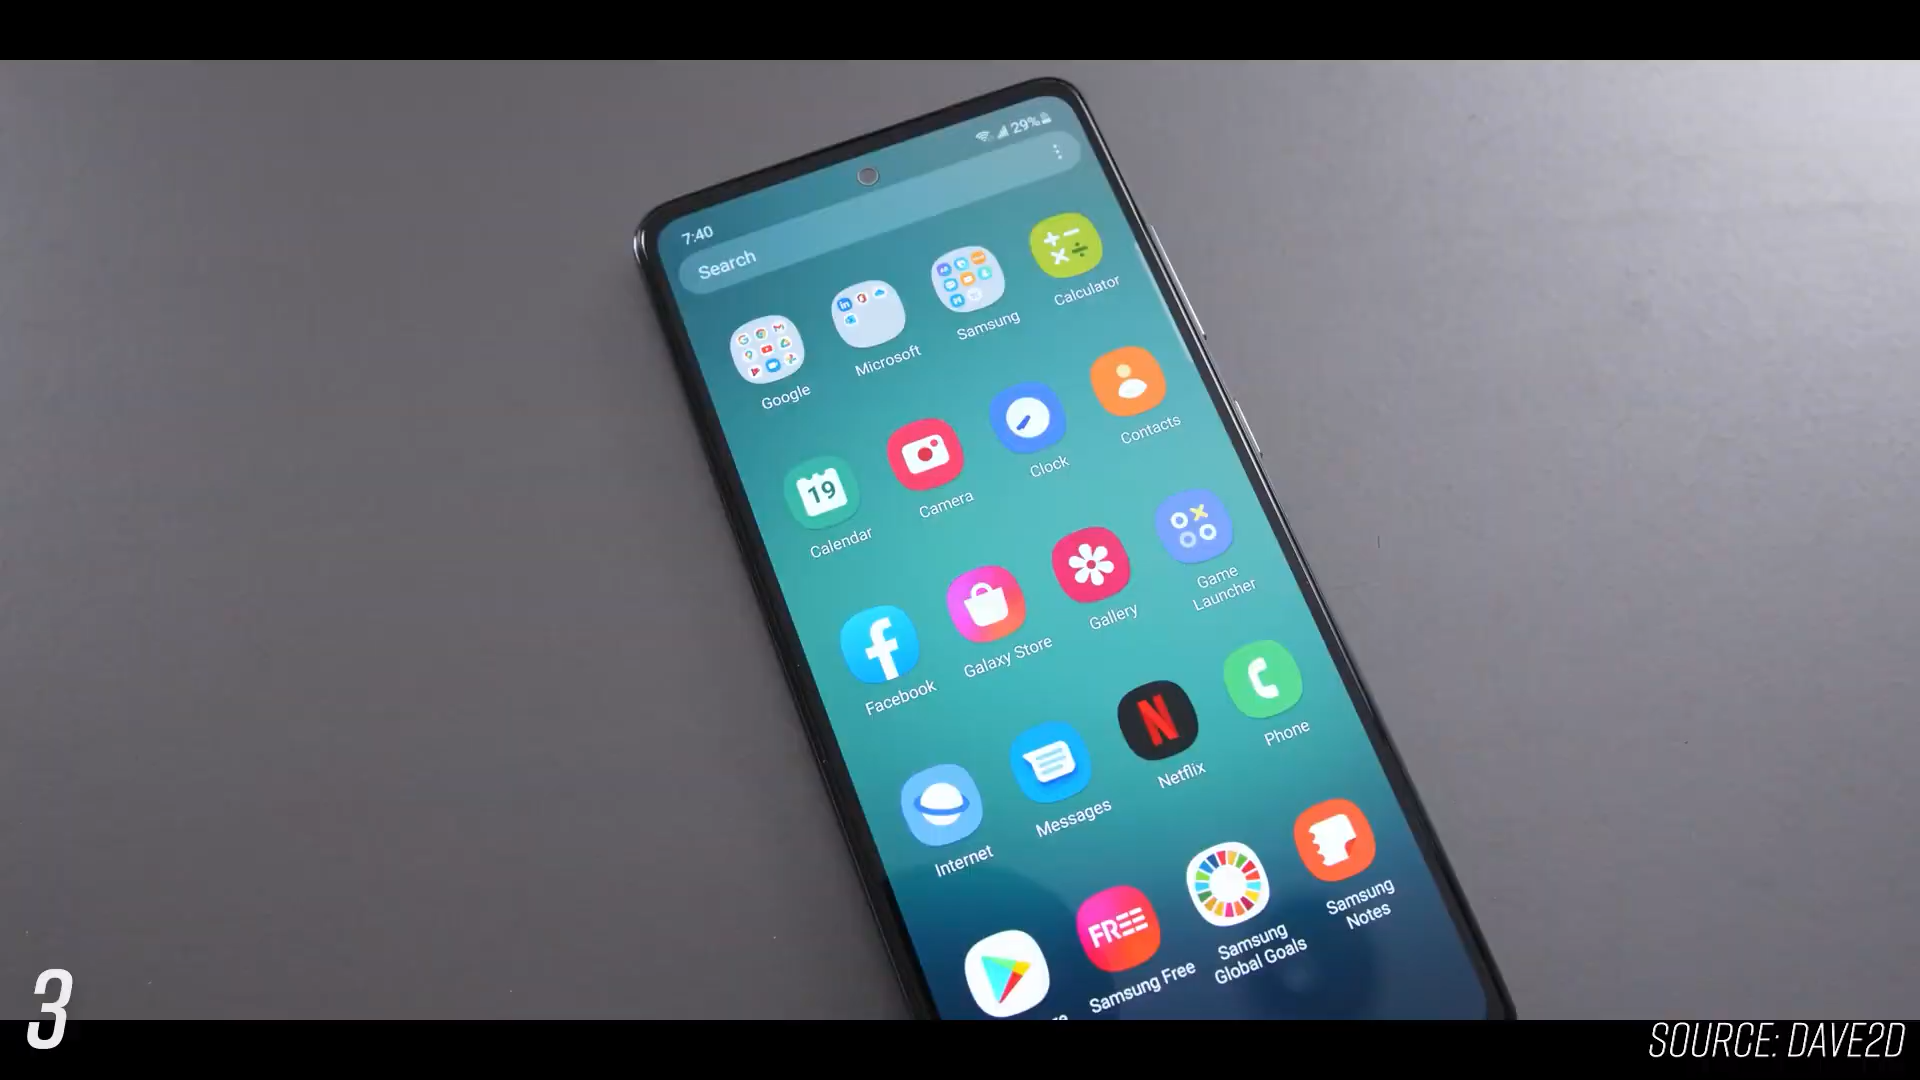 29%
7:40
Search
Google
Microsoft
Samsung
Calculator
19
Calendar
Camera
Clock
Contacts
Facebook
Galaxy Store
Gallery
Game
Launcher
Internet
Messages
N
Netflix
Phone
FREE
Samsung Free
Samsung
Global Goals
Samsung
Notes
3
SOURCE: DAVE2D